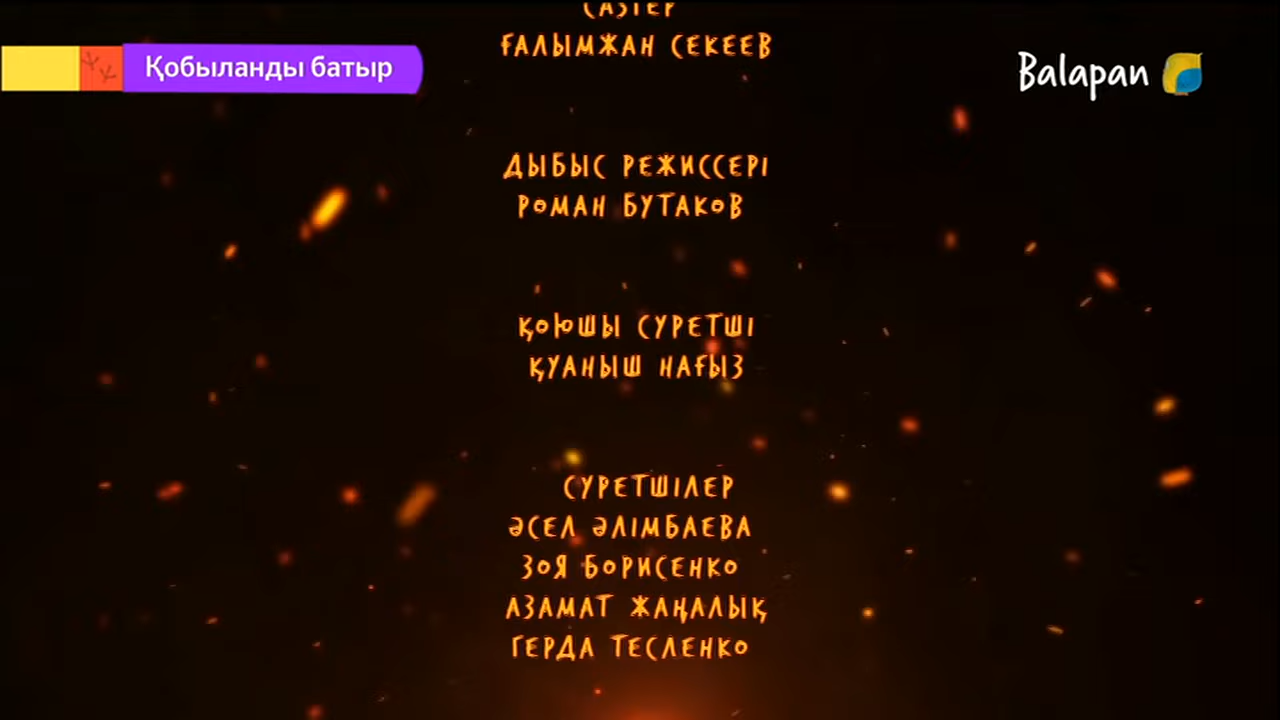 САЗГЕР
ҒАЛЫМЖАН СЕКЕЕВ
Қобыланды батыр
Balapan
ДЫБЫС РЕЖИССЕРІ
РОМАН БУТАКОВ
ҚОЮШЫ СУРЕТШІ
ҚУАНЫШ НАҒЫЗ
СУРЕТШІЛЕР
ӘСЕЛ ӘЛІМБАЕВА
ЗОЯ БОРИСЕНКО
АЗАМАТ ЖАҢАЛЫҚ
ГЕРДА ТЕСЛЕНКО